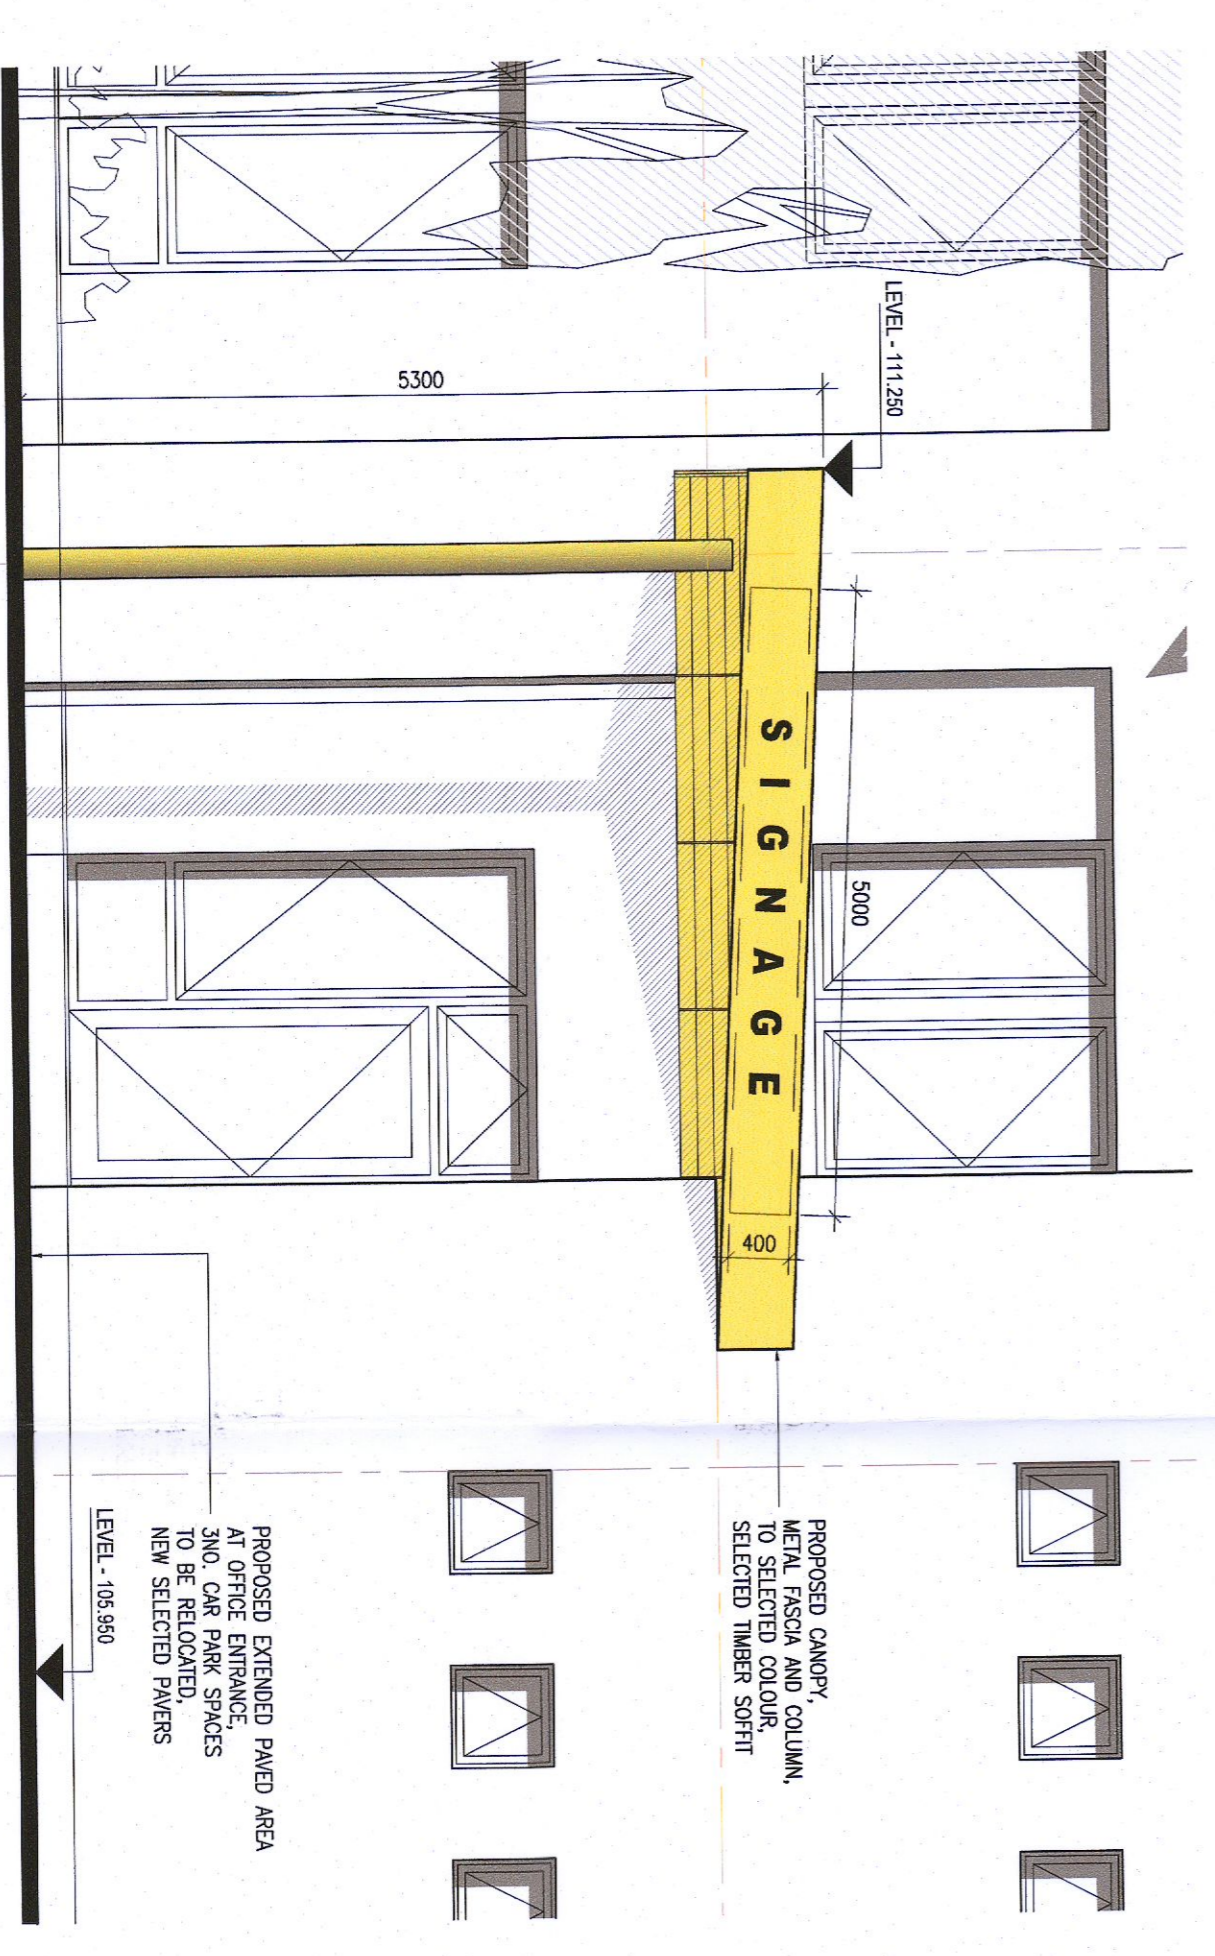 LEVEL - 111.250
5300
5000
SIGNAGE
400
PROPOSED CANOPY,
METAL FASCIA AND COLUMN,
TO SELECTED COLOUR,
SELECTED TIMBER SOFFIT
PROPOSED EXTENDED PAVED AREA
AT OFFICE ENTRANCE,
3NO. CAR PARK SPACES
TO BE RELOCATED,
NEW SELECTED PAVERS
LEVEL - 105.950